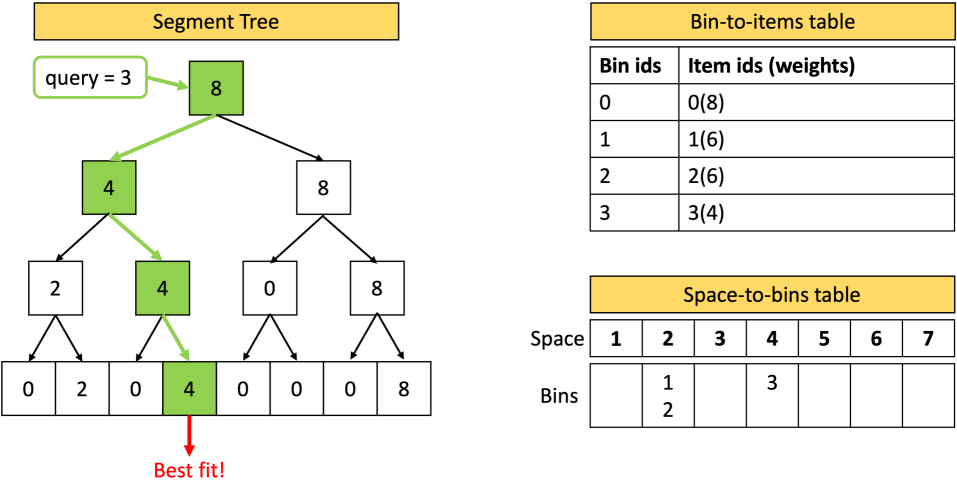 Segment Tree
query = 3
8
4
8
2
4
0
8
0 2 0 4 0 0 0 8
Best fit!
Bin-to-items table
Bin ids Item ids (weights)
0 0(8)
1 1(6)
2 2(6)
3 3(4)
Space-to-bins table
Space 1 2 3 4 5 6 7
Bins 1 3
2